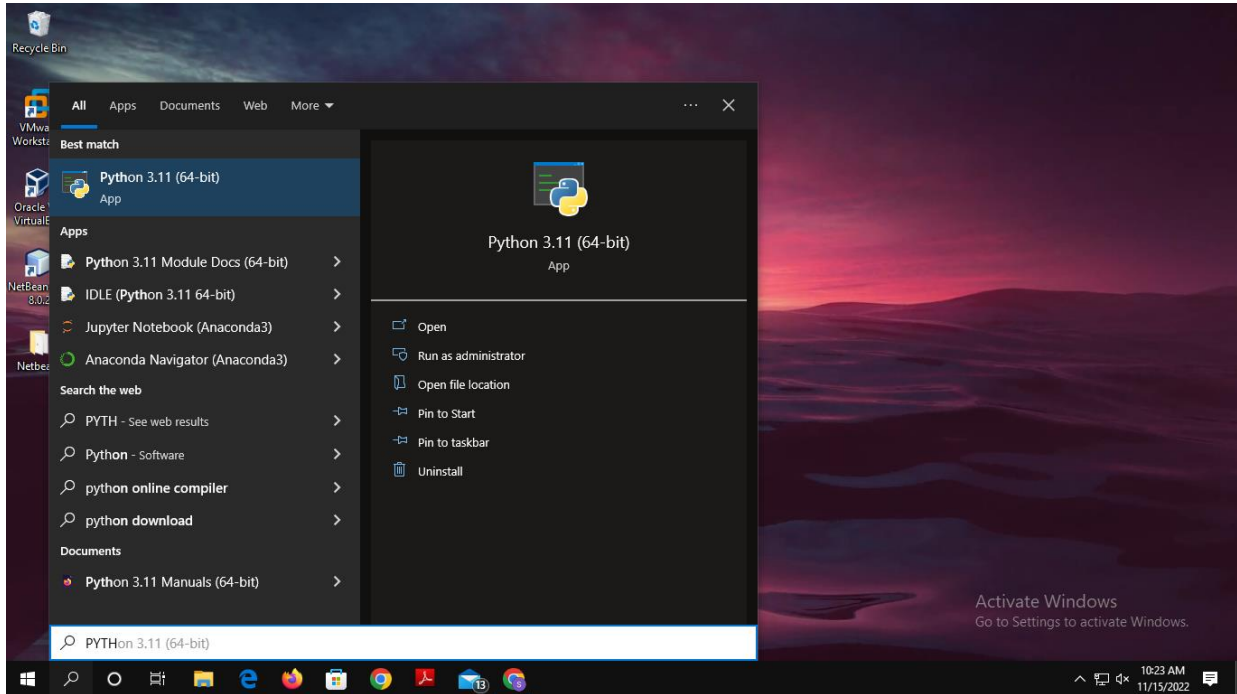 Recycle Bin
VMwa
Worksta
Oracle
VirtualE
NetBean
8.0.2
Netbea
All Apps Documents Web More
Best match
Python 3.11 (64-bit)
App
Apps
Python 3.11 Module Docs (64-bit)
IDLE (Python 3.11 64-bit)
Jupyter Notebook (Anaconda3)
Anaconda Navigator (Anaconda3)
Search the web
PYTH - See web results
Python - Software
python online compiler
python download
Documents
Python 3.11 Manuals (64-bit)
PYTHon 3.11 (64-bit)
Python 3.11 (64-bit)
App
Open
Run as administrator
Open file location
Pin to Start
Pin to taskbar
Uninstall
Activate Windows
Go to Settings to activate Windows.
13
S
10:23 AM
11/15/2022